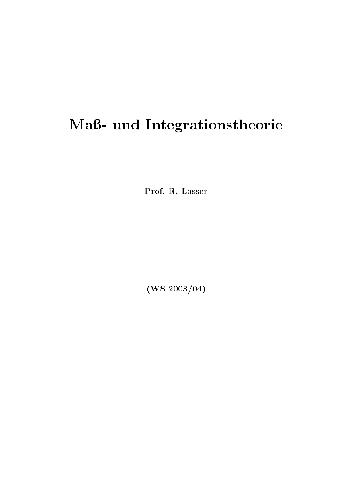 Maß- und Integrationstheorie
Prof. R. Lasser
(WS 2003/04)